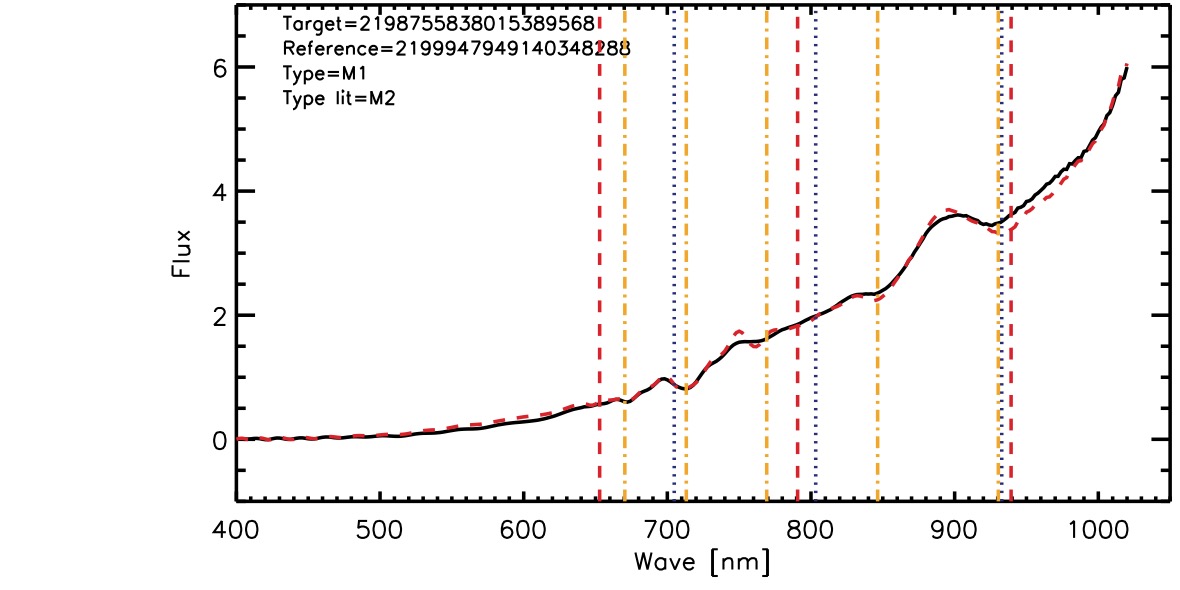 Target=2198755838015389568
Reference=2199947949140348288
Type=M1
Type lit=M2
6
4
2
0
Flux
400 500 600 700 800 900 1000
Wave [nm]